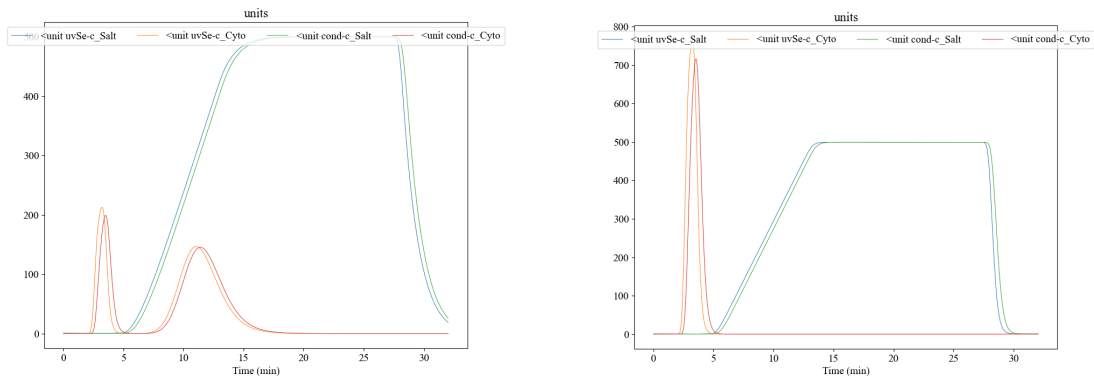 units
<unit uvSe-c_Salt <unit uvSe-c_Cyto <unit cond-c_Salt <unit cond-c_Cyto
500
400
300
200
100
0
0 5 10 15 20 25 30
Time (min)
units
800
<unit uvSe-c_Salt <unit uvSe-c_Cyto <unit cond-c_Salt <unit cond-c_Cyto
700
600
500
400
300
200
100
0
0 5 10 15 20 25 30
Time (min)